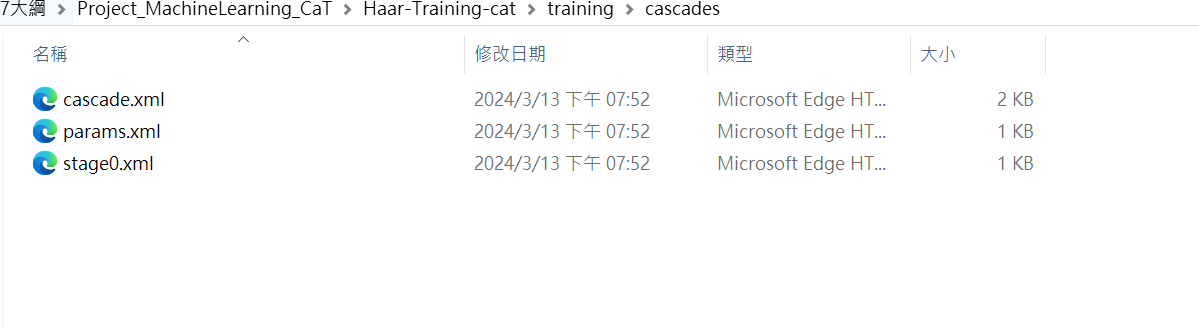 7大綱 > Project_MachineLearning_CaT > Haar-Training-cat > training > cascades
名稱 修改日期 類型 大小
cascade.xml 2024/3/13 下午 07:52 Microsoft Edge HT... 2 KB
params.xml 2024/3/13 下午 07:52 Microsoft Edge HT... 1 KB
stage0.xml 2024/3/13 下午 07:52 Microsoft Edge HT... 1 KB